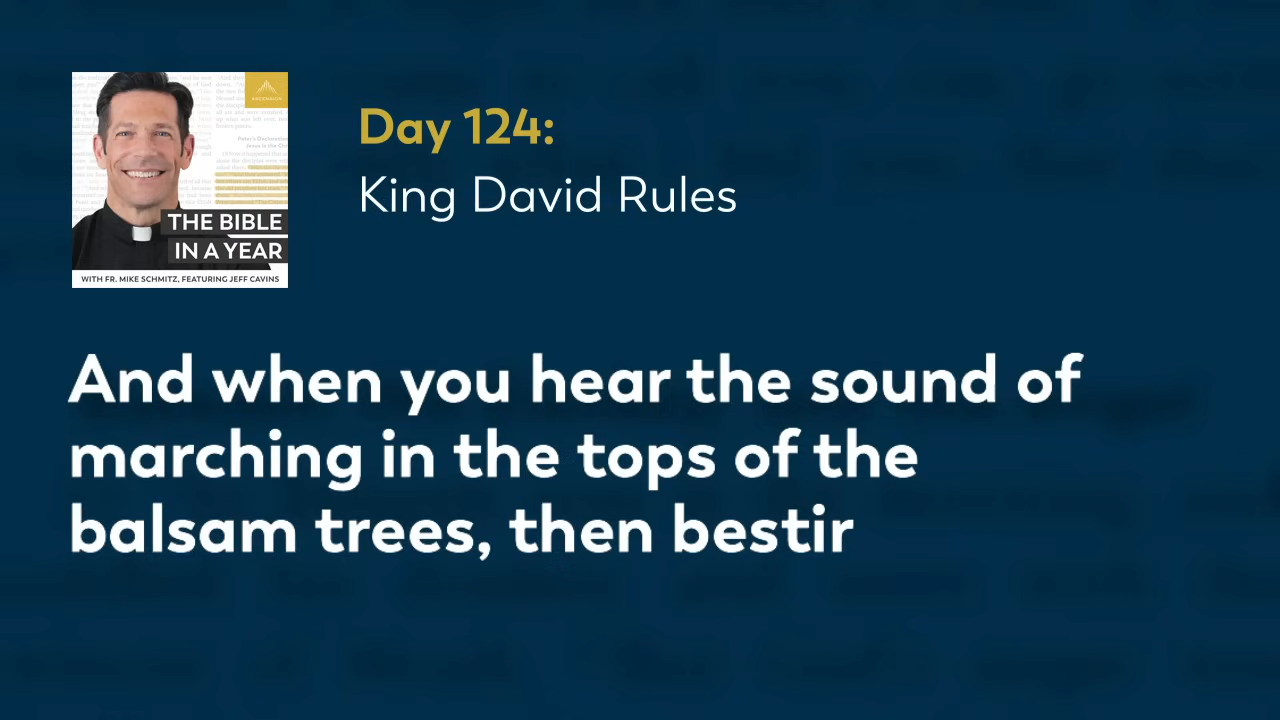 ASCENSION
THE BIBLE
IN A YEAR
WITH FR. MIKE SCHMITZ, FEATURING JEFF CAVINS
Day 124:
King David Rules
And when you hear the sound of
marching in the tops of the
balsam trees, then bestir